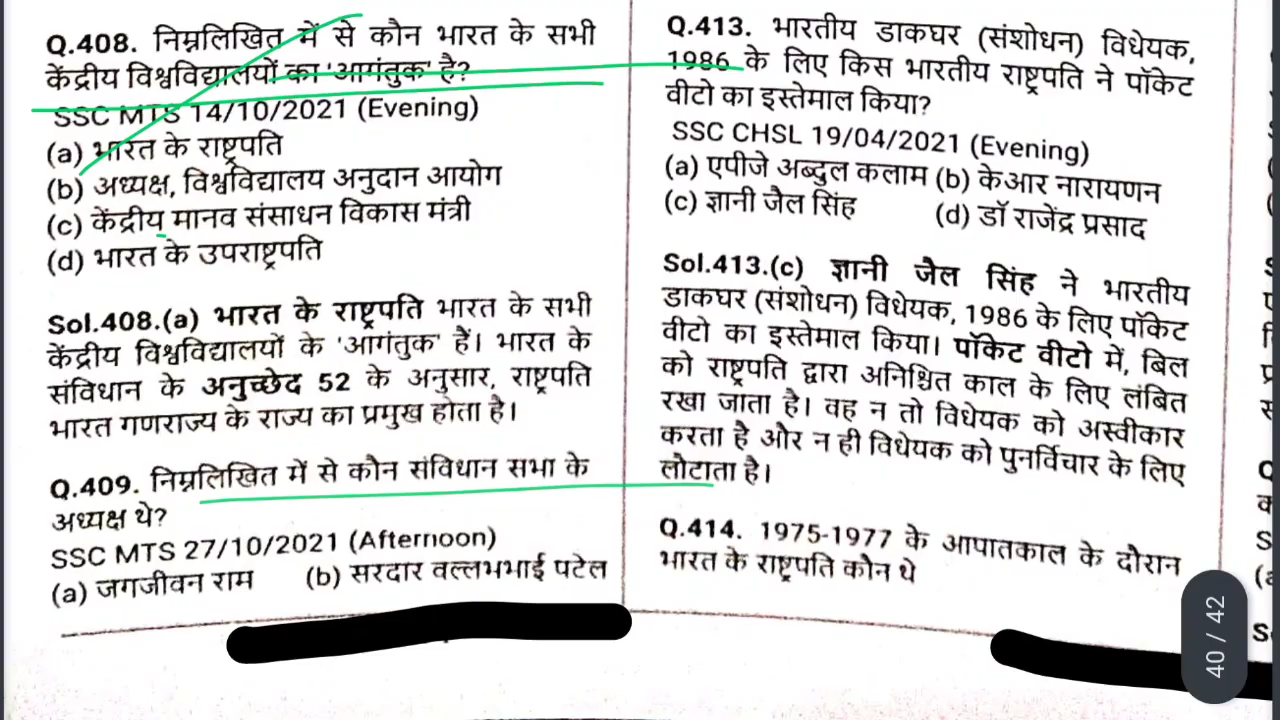 Q.408. निम्नलिखित में से कौन भारत के सभी
केंद्रीय विश्वविद्यालयों का 'आगंतुक' है?
SSC MTS 14/10/2021 (Evening)
(a) भारत के राष्ट्रपति
(b) अध्यक्ष, विश्वविद्यालय अनुदान आयोग
(c) केंद्रीय मानव संसाधन विकास मंत्री
(d) भारत के उपराष्ट्रपति
Sol.408.(a) भारत के राष्ट्रपति भारत के सभी
केंद्रीय विश्वविद्यालयों के 'आगंतुक' हैं। भारत के
संविधान के अनुच्छेद 52 के अनुसार, राष्ट्रपति
भारत गणराज्य के राज्य का प्रमुख होता है।
Q.409. निम्नलिखित में से कौन संविधान सभा के
अध्यक्ष थे?
SSC MTS 27/10/2021 (Afternoon)
(a) जगजीवन राम (b) सरदार वल्लभभाई पटेल
Q.413. भारतीय डाकघर (संशोधन) विधेयक,
1986 के लिए किस भारतीय राष्ट्रपति ने पॉकेट
वीटो का इस्तेमाल किया?
SSC CHSL 19/04/2021 (Evening)
(a) एपीजे अब्दुल कलाम (b) केआर नारायणन
(c) ज्ञानी जैल सिंह (d) डॉ राजेंद्र प्रसाद
Sol.413.(c) ज्ञानी जैल सिंह ने भारतीय
डाकघर (संशोधन) विधेयक, 1986 के लिए पॉकेट
वीटो का इस्तेमाल किया। पॉकेट वीटो में, बिल
को राष्ट्रपति द्वारा अनिश्चित काल के लिए लंबित
रखा जाता है। वह न तो विधेयक को अस्वीकार
करता है और न ही विधेयक को पुनर्विचार के लिए
लोटाता है।
Q.414. 1975-1977 के आपातकाल के दौरान
भारत के राष्ट्रपति कौन थे
40 / 42